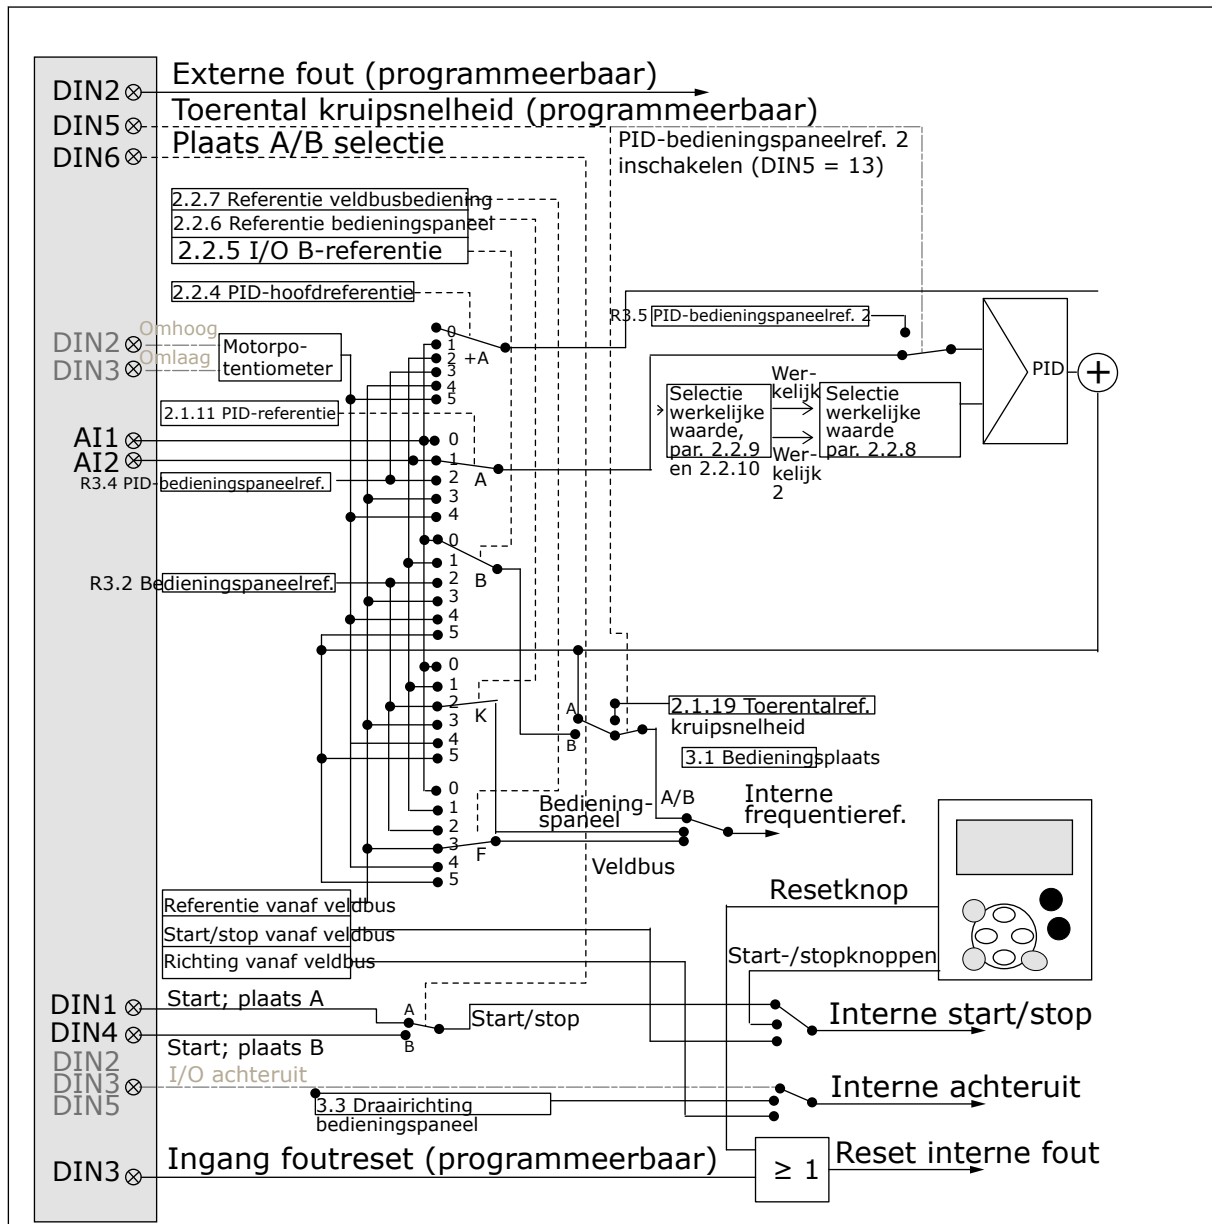 DIN2 Externe fout (programmeerbaar)
DIN5 Toerental kruipsnelheid (programmeerbaar)
DIN6 Plaats A/B selectie
PID-bedieningspaneelref. 2
inschakelen (DIN5 = 13)
2.2.7 Referentie veldbusbediening
2.2.6 Referentie bedieningspaneel
2.2.5 I/O B-referentie
2.2.4 PID-hoofdreferentie
R3.5 PID-bedieningspaneelref. 2
DIN2 Omhoog
DIN3 Omlaag
Motorpo-
tentiometer
0
1
2 +A
3
4
5
PID
+
Selectie
werkelijke
waarde,
par. 2.2.9
en 2.2.10
Wer-
kelijk
Wer-
kelijk
2
Selectie
werkelijke
waarde
par. 2.2.8
2.1.11 PID-referentie
AI1
AI2
R3.4 PID-bedieningspaneelref.
0
1
2 A
3
4
R3.2 Bedieningspaneelref.
0
1
2 B
3
4
5
0
1
2 K
3
4
5
A
B
2.1.19 Toerentalref.
kruipsnelheid
3.1 Bedieningsplaats
0
1
2
3 F
4
5
Bediening-
spaneel
A/B
Veldbus
Interne
frequentieref.
Referentie vanaf veldbus
Start/stop vanaf veldbus
Richting vanaf veldbus
Resetknop
Start-/stopknoppen
DIN1 Start; plaats A
DIN4 Start; plaats B
A
B
Start/stop
Interne start/stop
DIN2
DIN3 I/O achteruit
DIN5
3.3 Draairichting
bedieningspaneel
Interne achteruit
DIN3 Ingang foutreset (programmeerbaar)
≥ 1
Reset interne fout